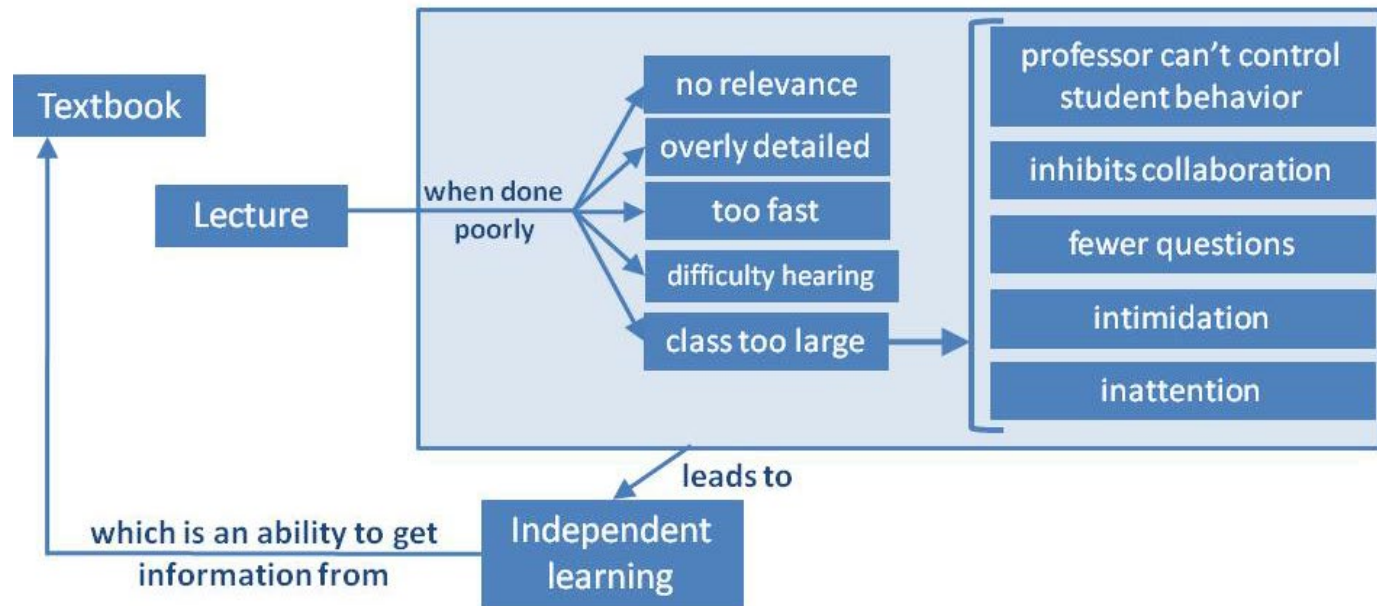 Textbook
Lecture
when done
poorly
no relevance
overly detailed
too fast
difficulty hearing
class too large
professor can't control
student behavior
inhibits collaboration
fewer questions
intimidation
inattention
leads to
Independent
learning
which is an ability to get
information from